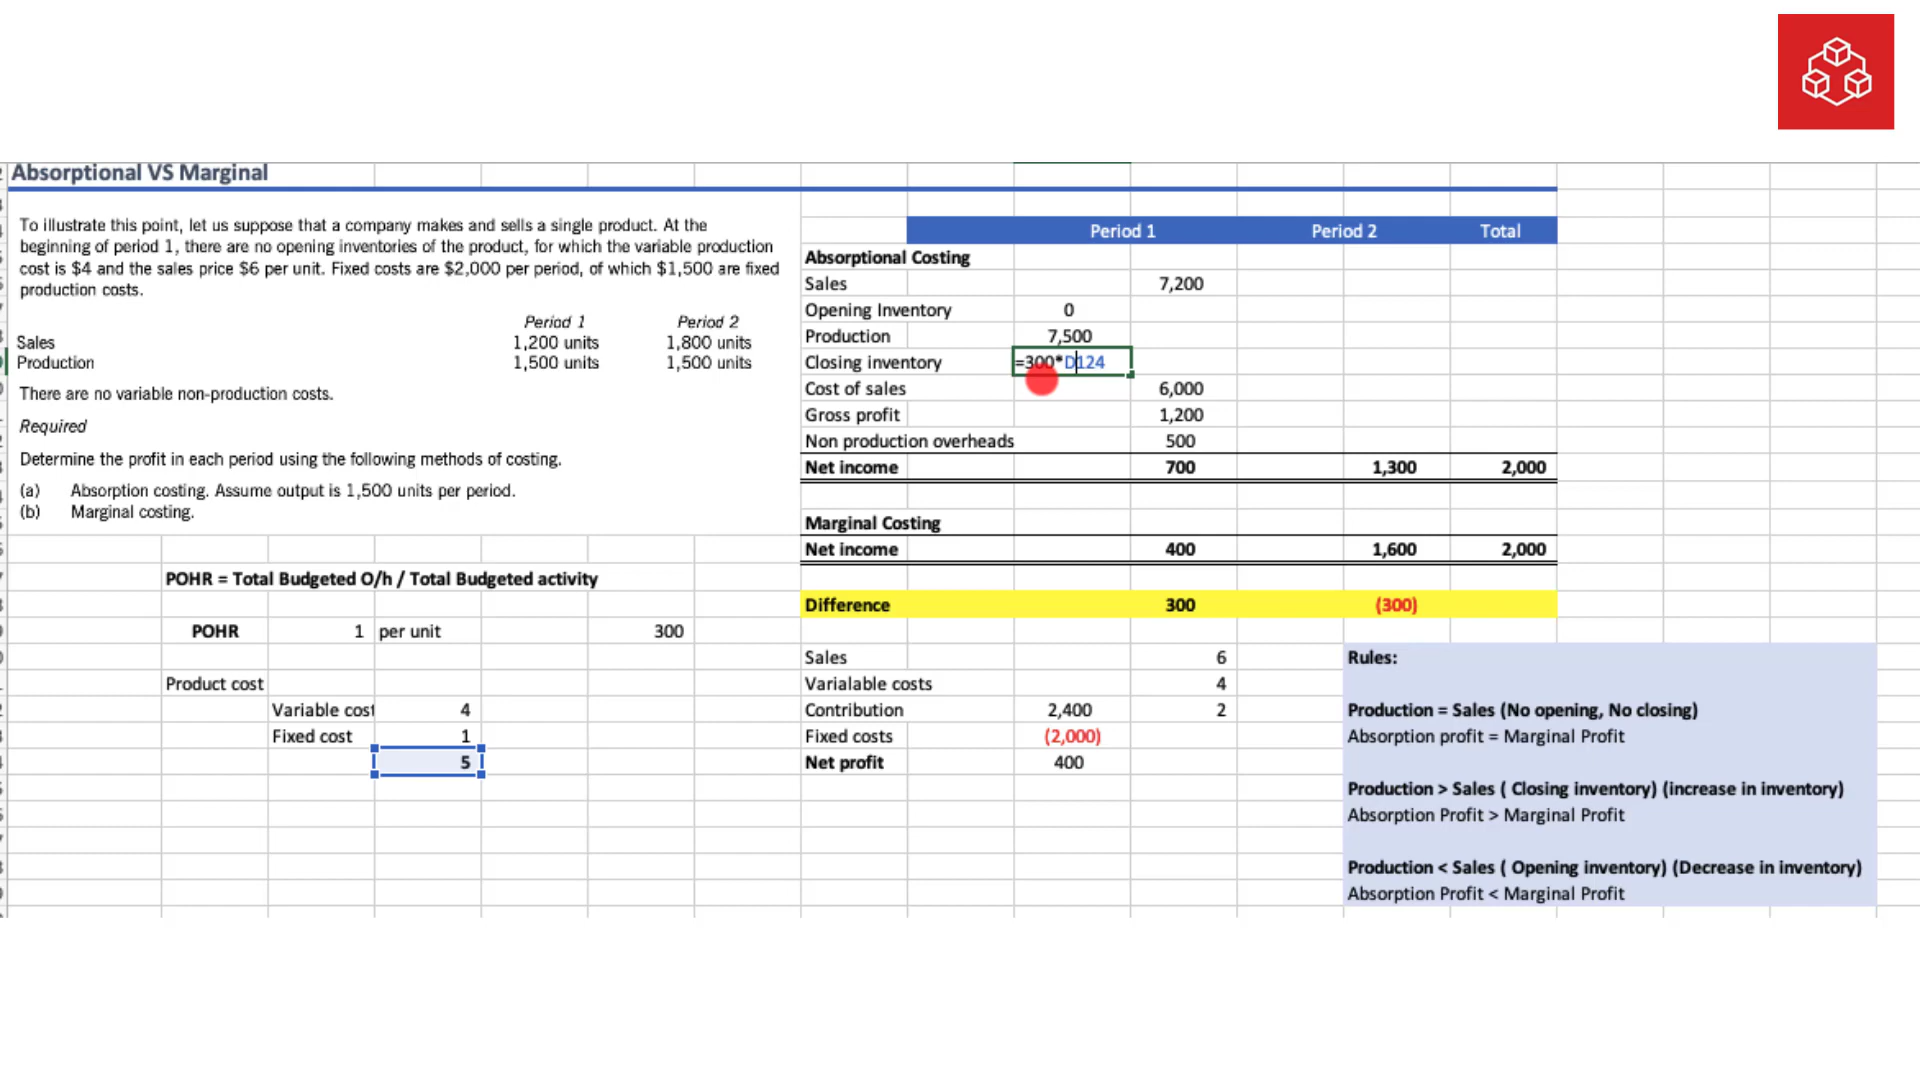 Absorptional VS Marginal
To illustrate this point, let us suppose that a company makes and sells a single product. At the
beginning of period 1, there are no opening inventories of the product, for which the variable production
cost is $4 and the sales price $6 per unit. Fixed costs are $2,000 per period, of which $1,500 are fixed
production costs.
Period 1 Period 2
Sales 1,200 units 1,800 units
Production 1,500 units 1,500 units
There are no variable non-production costs.
Required
Determine the profit in each period using the following methods of costing.
(a) Absorption costing. Assume output is 1,500 units per period.
(b) Marginal costing.
POHR = Total Budgeted O/h / Total Budgeted activity
POHR 1 per unit 300
Product cost
Variable cost 4
Fixed cost 1
5
Period 1 Period 2 Total
Absorptional Costing
Sales 7,200
Opening Inventory 0
Production 7,500
Closing inventory =300*D124
Cost of sales 6,000
Gross profit 1,200
Non production overheads 500
Net income 700 1,300 2,000
Marginal Costing
Net income 400 1,600 2,000
Difference 300 (300)
Sales 6
Varialable costs 4
Contribution 2,400 2
Fixed costs (2,000)
Net profit 400
Rules:
Production = Sales (No opening, No closing)
Absorption profit = Marginal Profit
Production > Sales ( Closing inventory) (increase in inventory)
Absorption Profit > Marginal Profit
Production < Sales ( Opening inventory) (Decrease in inventory)
Absorption Profit < Marginal Profit